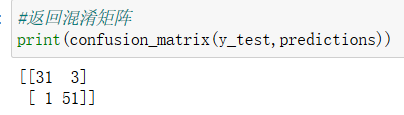 #返回混淆矩阵
print(confusion_matrix(y_test,predictions))
[[31  3]
 [ 1 51]]